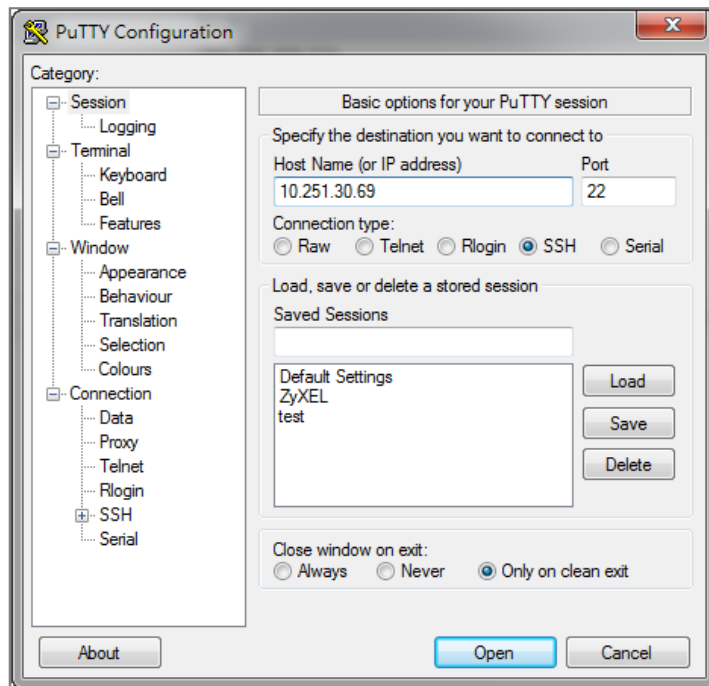 PuTTY Configuration
Category:
Session
Logging
Terminal
Keyboard
Bell
Features
Window
Appearance
Behaviour
Translation
Selection
Colours
Connection
Data
Proxy
Telnet
Rlogin
SSH
Serial
Basic options for your PuTTY session
Specify the destination you want to connect to
Host Name (or IP address) Port
10.251.30.69 22
Connection type:
Raw Telnet Rlogin SSH Serial
Load, save or delete a stored session
Saved Sessions
Default Settings
ZyXEL
test
Load
Save
Delete
Close window on exit:
Always Never Only on clean exit
About Open Cancel